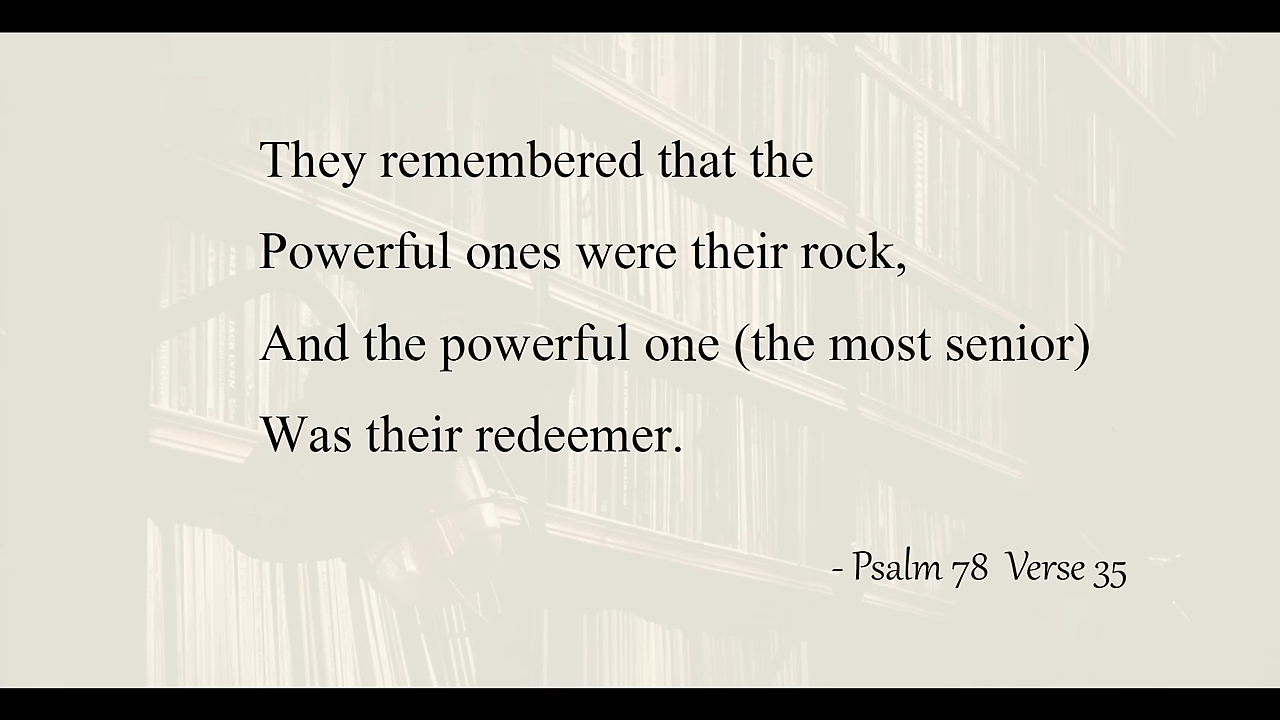 They remembered that the
Powerful ones were their rock,
And the powerful one (the most senior)
Was their redeemer.
- Psalm 78 Verse 35